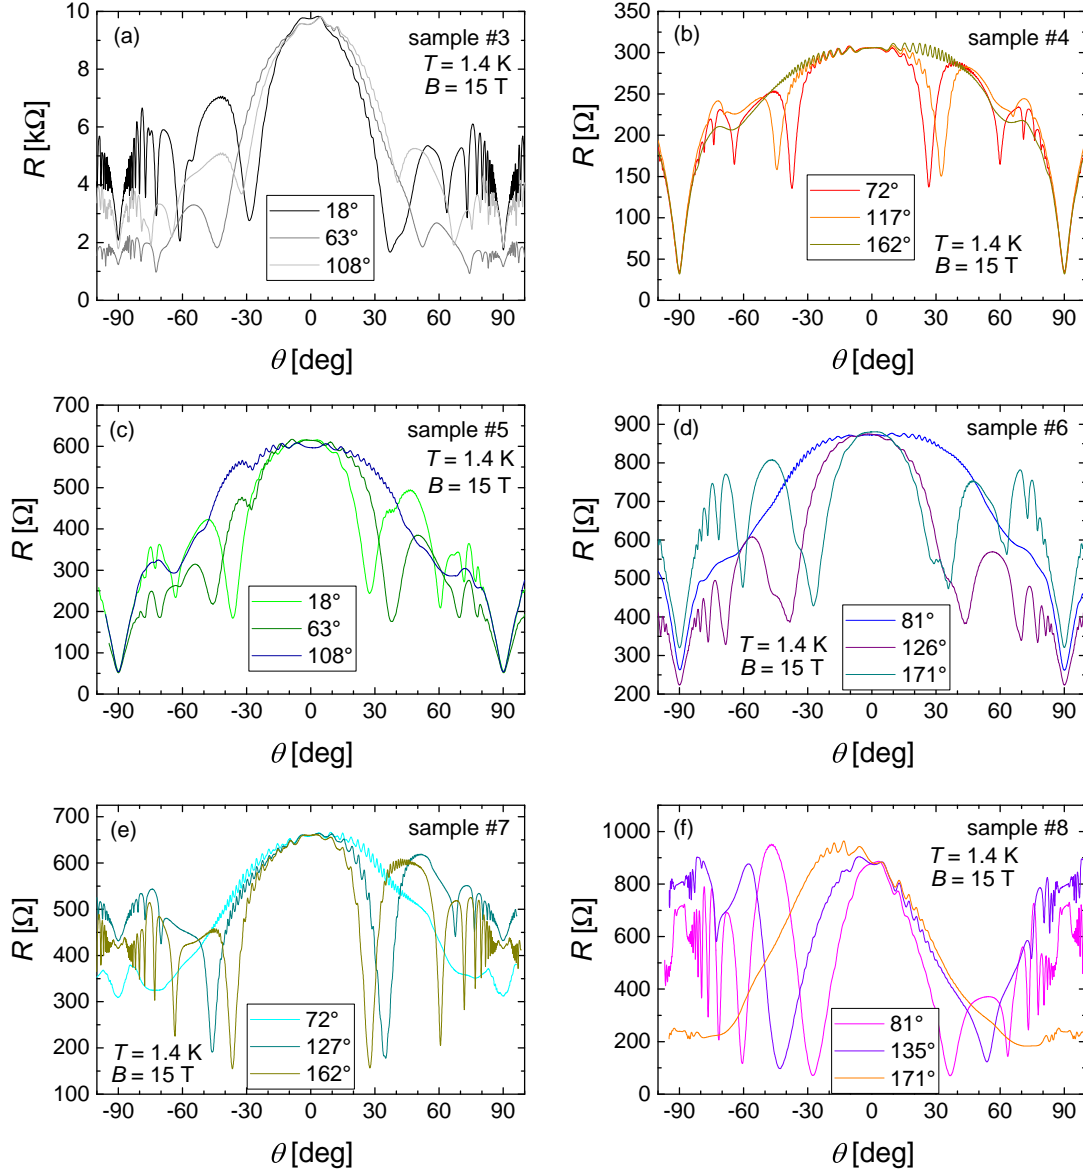 (a)
sample #3
T = 1.4 K
B = 15 T
R [kΩ]
10
8
6
4
2
0
18°
63°
108°
-90 -60 -30 0 30 60 90
θ [deg]
(b)
sample #4
R [Ω]
350
300
250
200
150
100
50
0
72°
117°
162°
T = 1.4 K
B = 15 T
-90 -60 -30 0 30 60 90
θ [deg]
(c)
sample #5
T = 1.4 K
B = 15 T
R [Ω]
700
600
500
400
300
200
100
0
18°
63°
108°
-90 -60 -30 0 30 60 90
θ [deg]
(d)
sample #6
R [Ω]
900
800
700
600
500
400
300
200
T = 1.4 K
B = 15 T
81°
126°
171°
-90 -60 -30 0 30 60 90
θ [deg]
(e)
sample #7
R [Ω]
700
600
500
400
300
200
100
T = 1.4 K
B = 15 T
72°
127°
162°
-90 -60 -30 0 30 60 90
θ [deg]
(f)
sample #8
T = 1.4 K
B = 15 T
R [Ω]
1000
800
600
400
200
0
81°
135°
171°
-90 -60 -30 0 30 60 90
θ [deg]